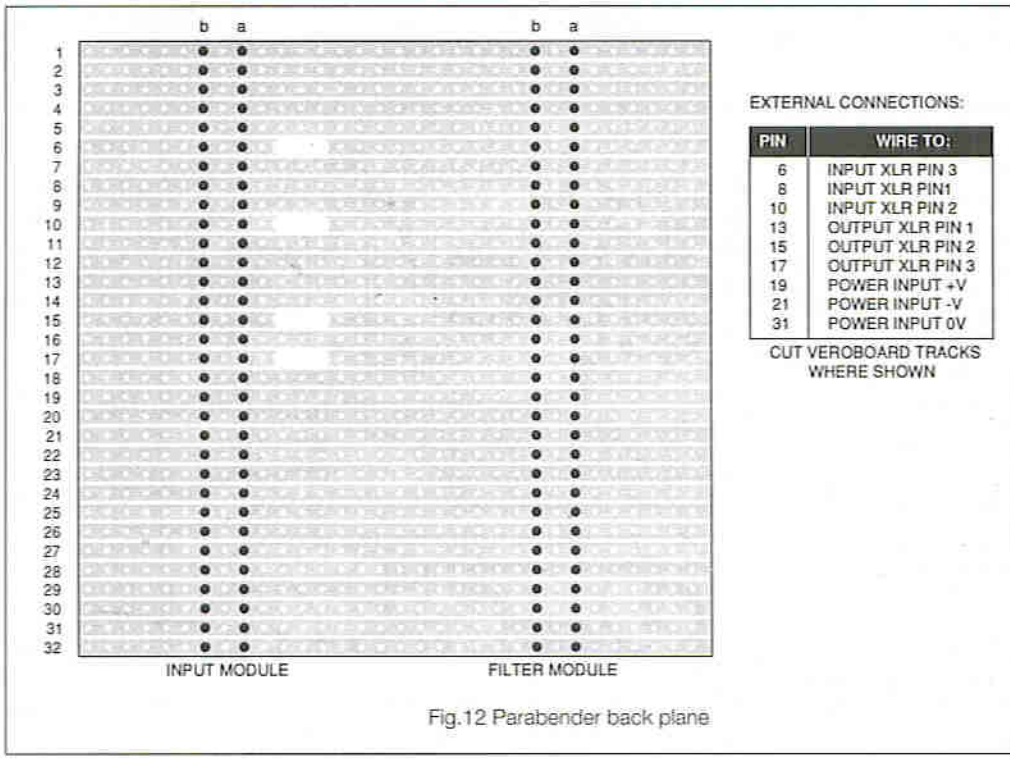 b a b a
1
2
3
4
5
6
7
8
9
10
11
12
13
14
15
16
17
18
19
20
21
22
23
24
25
26
27
28
29
30
31
32
INPUT MODULE FILTER MODULE
EXTERNAL CONNECTIONS:
PIN WIRE TO:
6 INPUT XLR PIN 3
8 INPUT XLR PIN1
10 INPUT XLR PIN 2
13 OUTPUT XLR PIN 1
15 OUTPUT XLR PIN 2
17 OUTPUT XLR PIN 3
19 POWER INPUT +V
21 POWER INPUT -V
31 POWER INPUT 0V
CUT VEROBOARD TRACKS
WHERE SHOWN
Fig.12 Parabender back plane